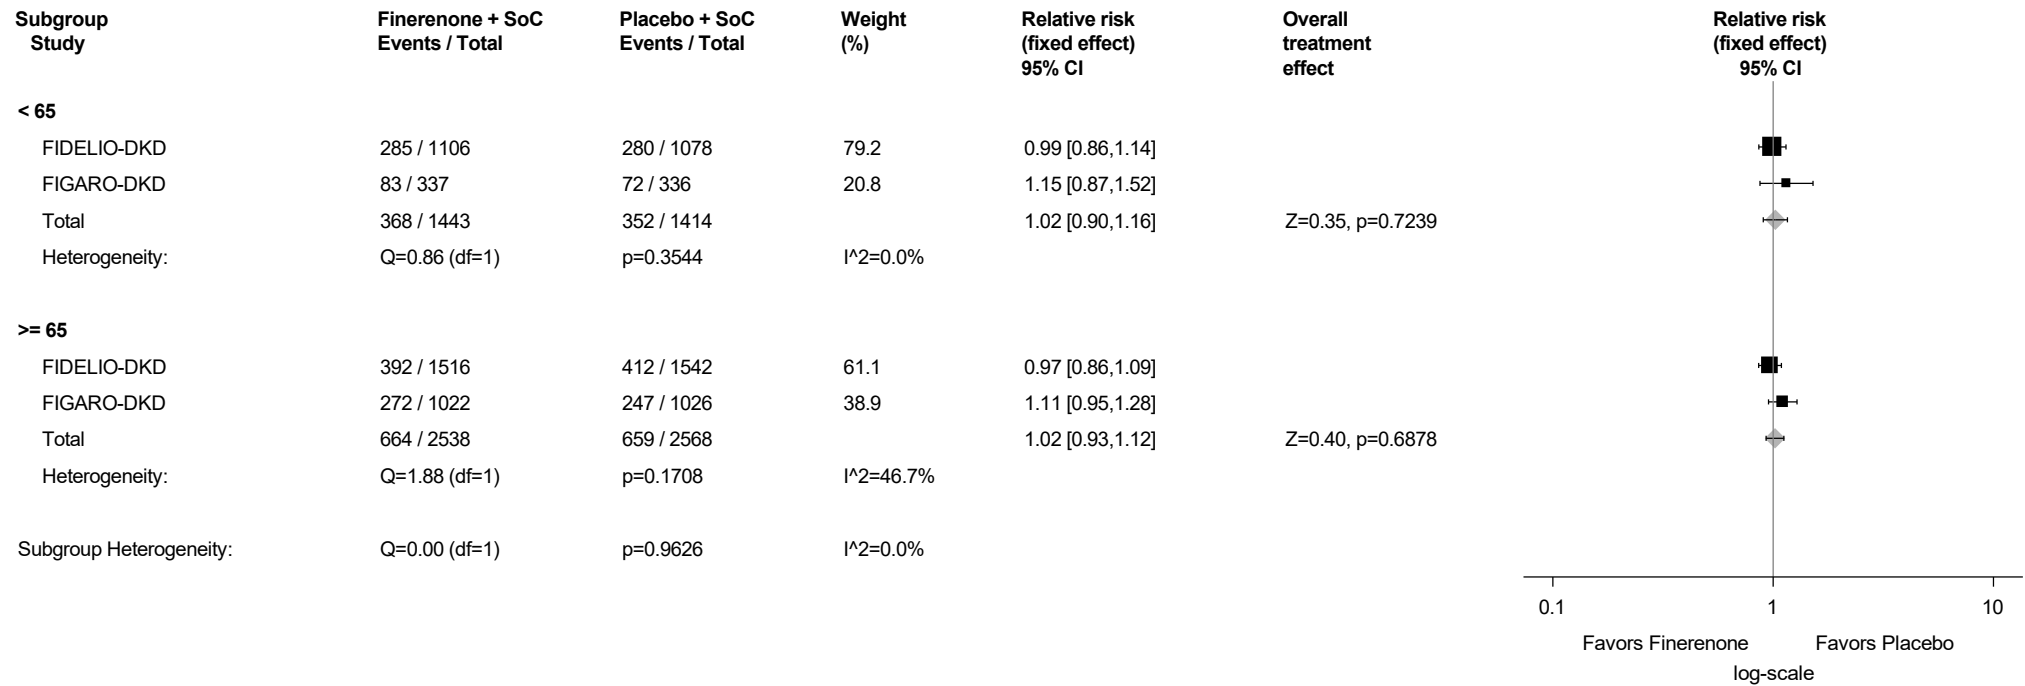 Subgroup Finerenone + SoC Placebo + SoC Weight Relative risk Overall Relative risk
Study Events / Total Events / Total (%) (fixed effect) treatment (fixed effect)
95% CI effect 95% CI
< 65
FIDELIO-DKD 285 / 1106 280 / 1078 79.2 0.99 [0.86,1.14]
FIGARO-DKD 83 / 337 72 / 336 20.8 1.15 [0.87,1.52]
Total 368 / 1443 352 / 1414 1.02 [0.90,1.16] Z=0.35, p=0.7239
Heterogeneity: Q=0.86 (df=1) p=0.3544 I^2=0.0%
>= 65
FIDELIO-DKD 392 / 1516 412 / 1542 61.1 0.97 [0.86,1.09]
FIGARO-DKD 272 / 1022 247 / 1026 38.9 1.11 [0.95,1.28]
Total 664 / 2538 659 / 2568 1.02 [0.93,1.12] Z=0.40, p=0.6878
Heterogeneity: Q=1.88 (df=1) p=0.1708 I^2=46.7%
Subgroup Heterogeneity: Q=0.00 (df=1) p=0.9626 I^2=0.0%
0.1 1 10
Favors Finerenone Favors Placebo
log-scale